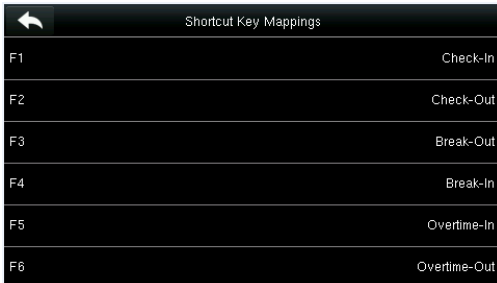 Shortcut Key Mappings
F1 Check-In
F2 Check-Out
F3 Break-Out
F4 Break-In
F5 Overtime-In
F6 Overtime-Out